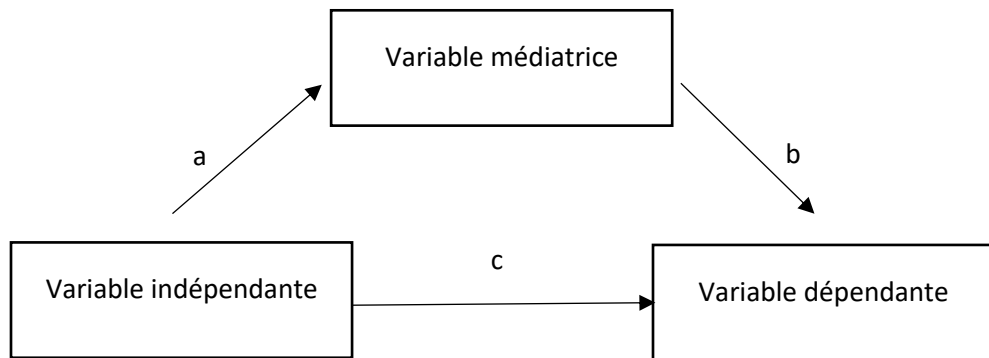 Variable médiatrice
a
b
Variable indépendante
c
Variable dépendante